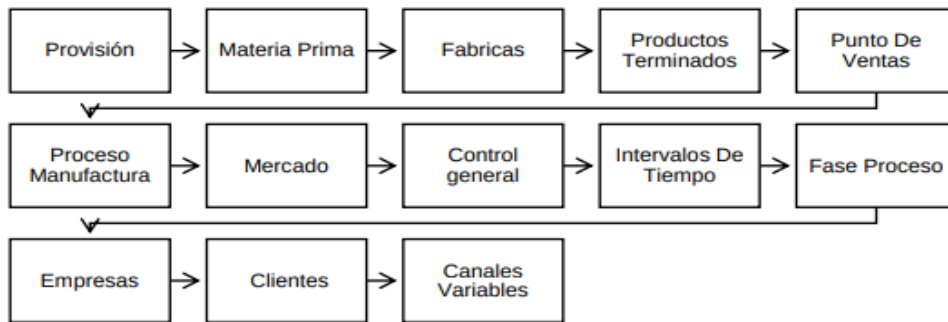 Provisión
Materia Prima
Fabricas
Productos
Terminados
Punto De
Ventas
Proceso
Manufactura
Mercado
Control
general
Intervalos De
Tiempo
Fase Proceso
Empresas
Clientes
Canales
Variables